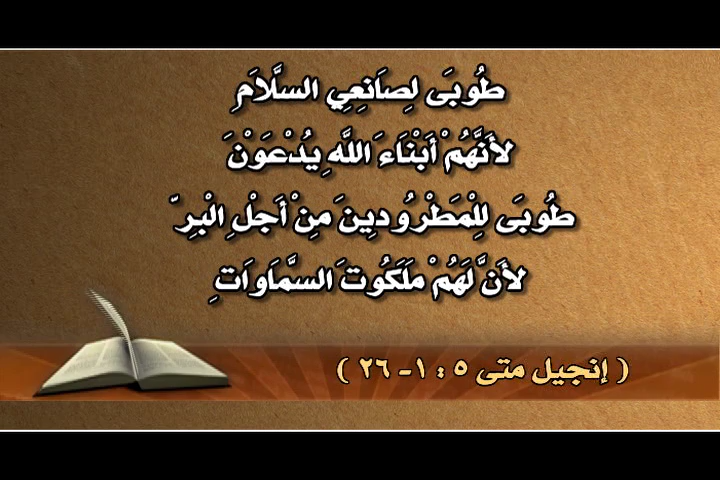 طُوبَى لِصَانِعِي السَّلاَمِ
لأَنَّهُمْ أَبْنَاءَ اللَّهِ يُدْعَوْنَ
طُوبَى لِلْمَطْرُودِينَ مِنْ أَجْلِ الْبِرِّ
لأَنَّ لَهُمْ مَلَكُوتَ السَّمَاوَاتِ
( إنجيل متى ٥ : ١- ٢٦ )